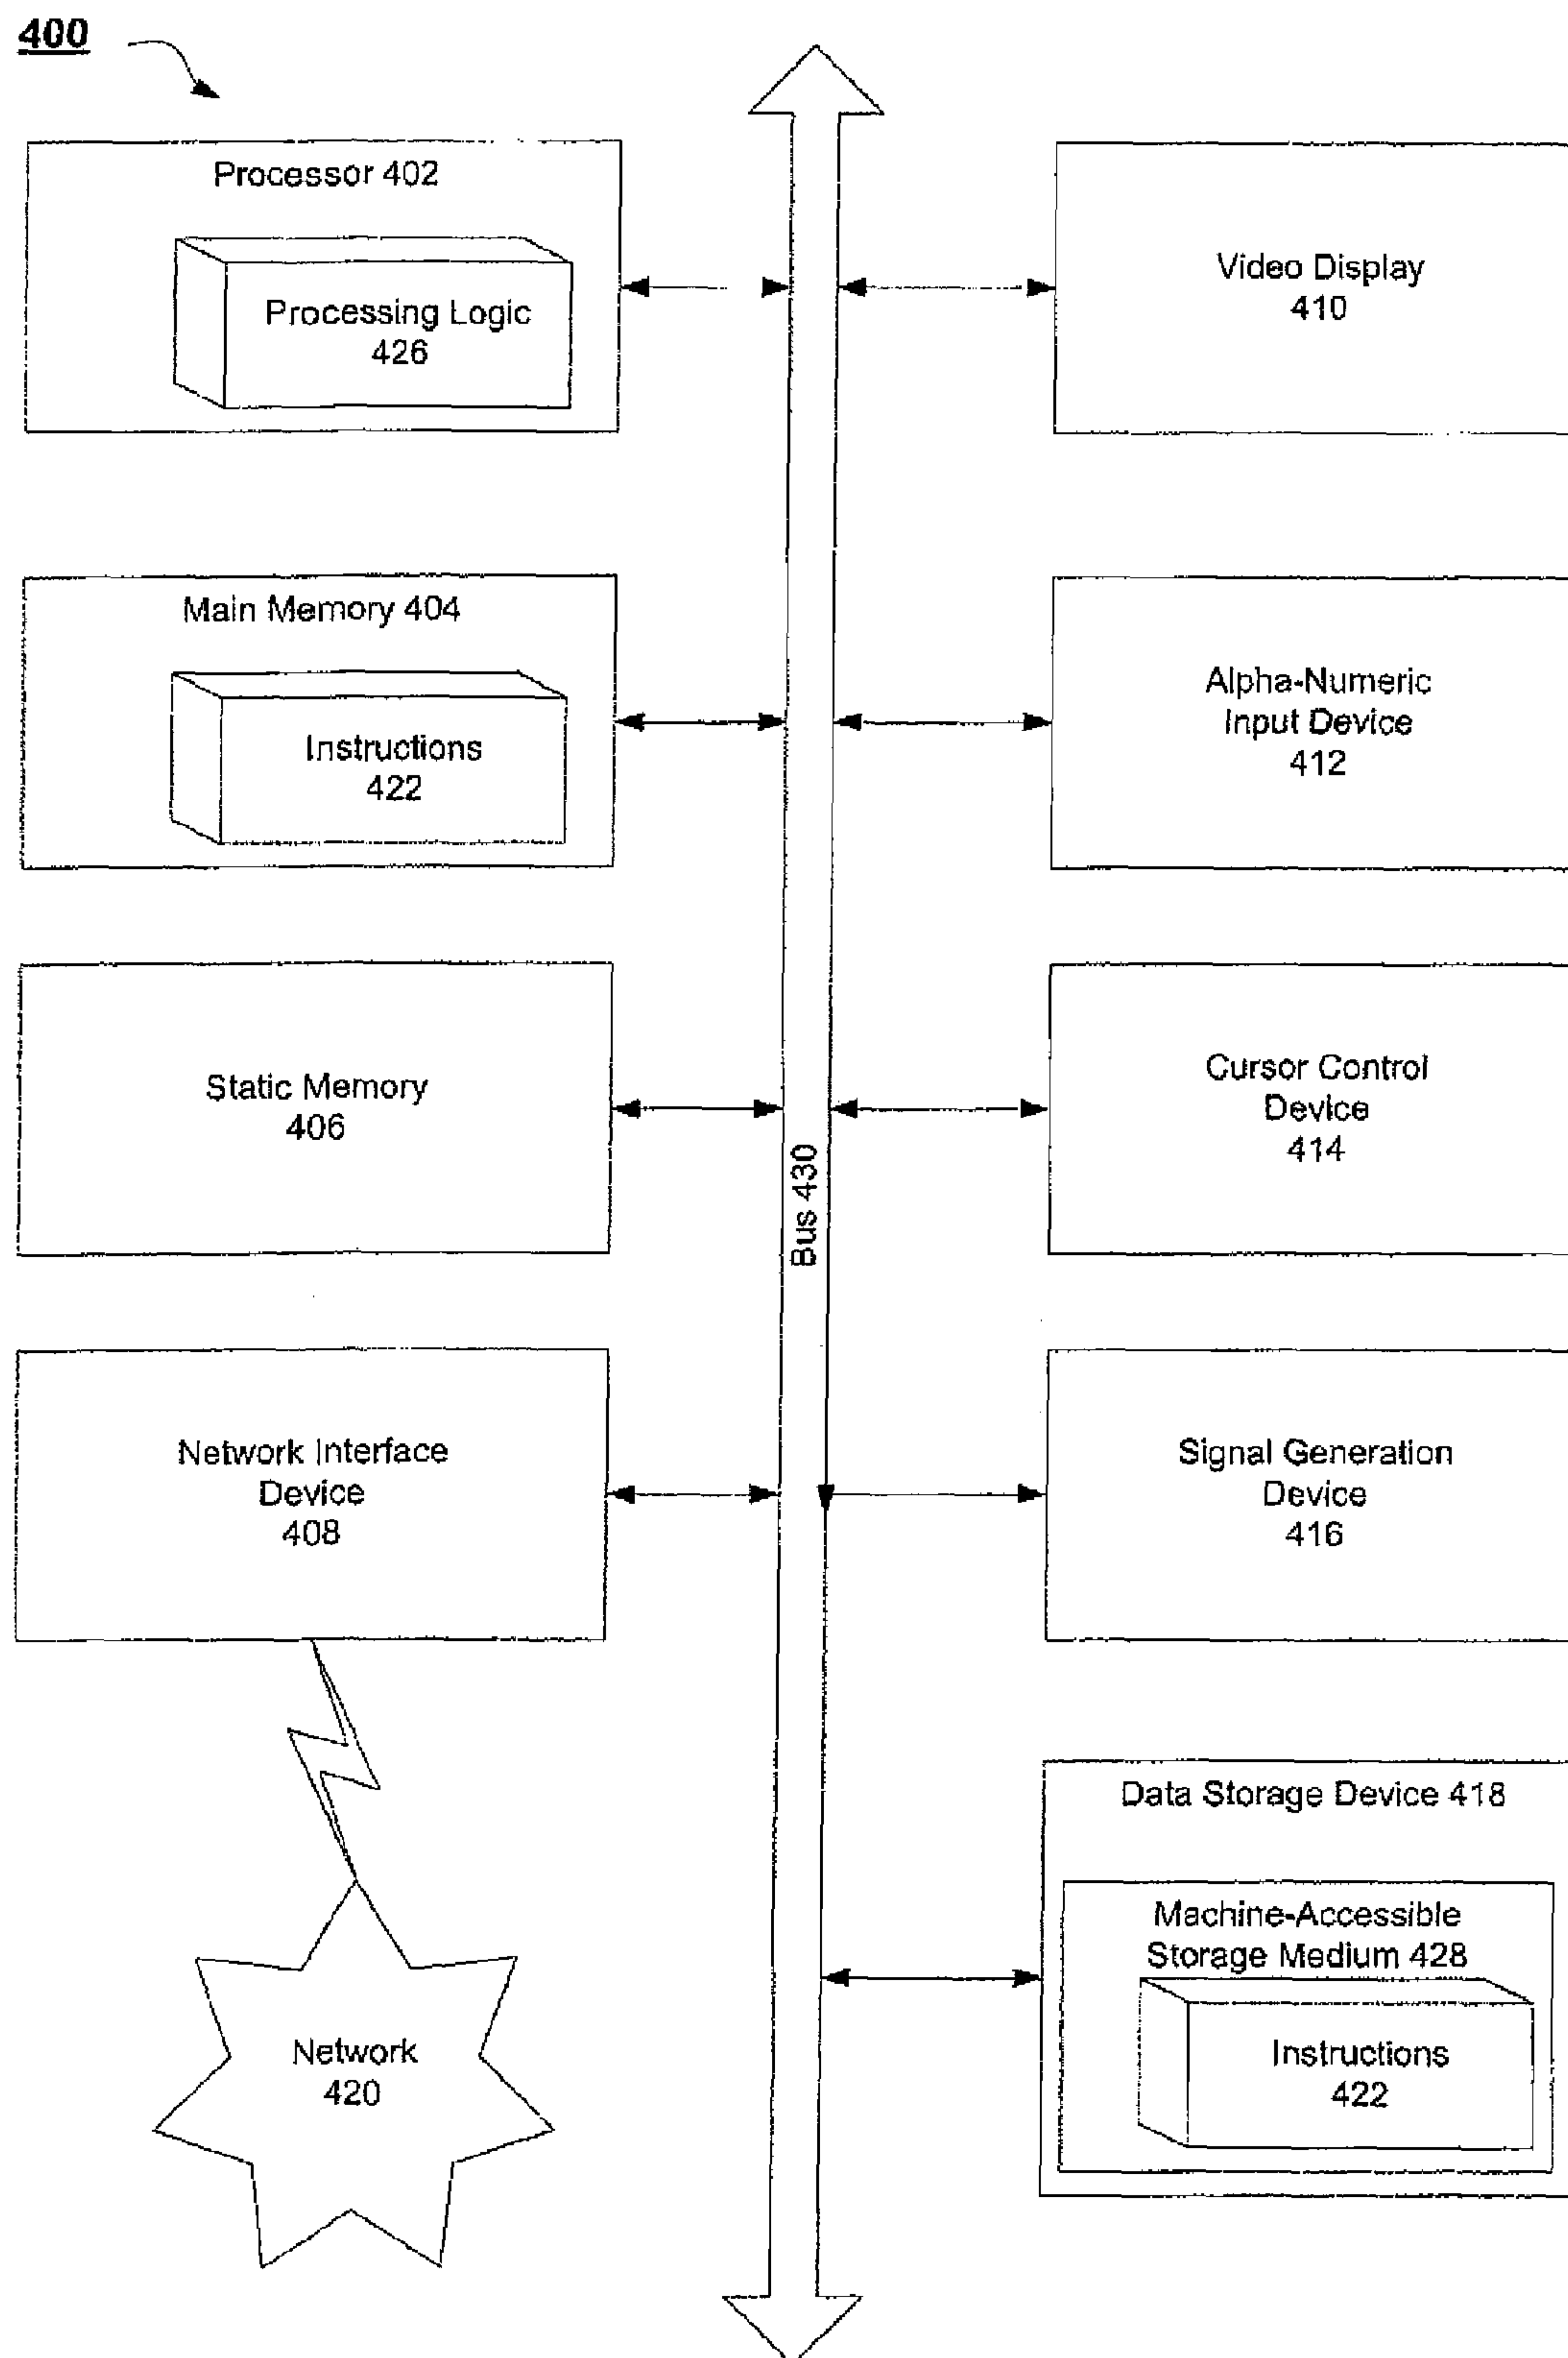 400
Processor 402
Processing Logic
426
Main Memory 404
Instructions
422
Static Memory
406
Network Interface
Device
408
Network
420
Bus 430
Video Display
410
Alpha-Numeric
Input Device
412
Cursor Control
Device
414
Signal Generation
Device
416
Data Storage Device 418
Machine-Accessible
Storage Medium 428
Instructions
422